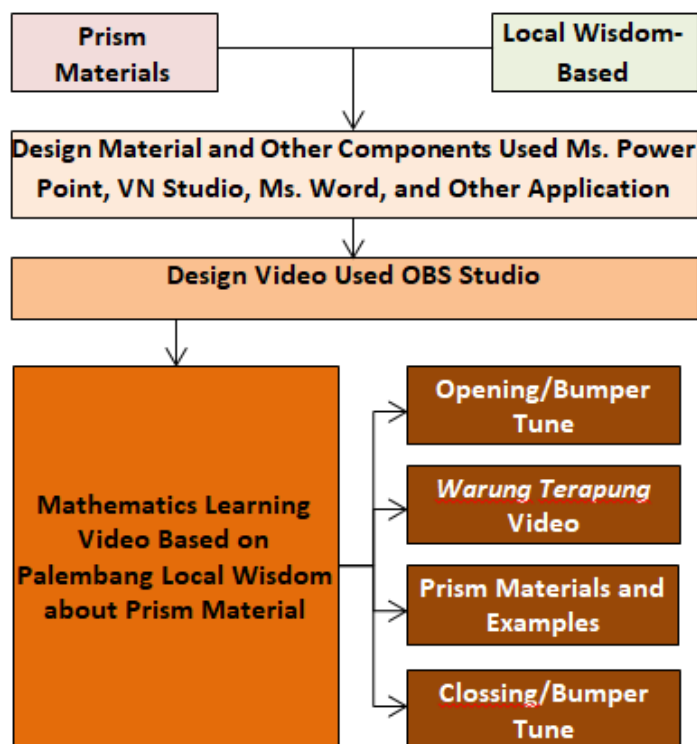 Prism
Materials
Local Wisdom-
Based
Design Material and Other Components Used Ms. Power
Point, VN Studio, Ms. Word, and Other Application
Design Video Used OBS Studio
Mathematics Learning
Video Based on
Palembang Local Wisdom
about Prism Material
Opening/Bumper
Tune
Warung Terapung
Video
Prism Materials and
Examples
Clossing/Bumper
Tune